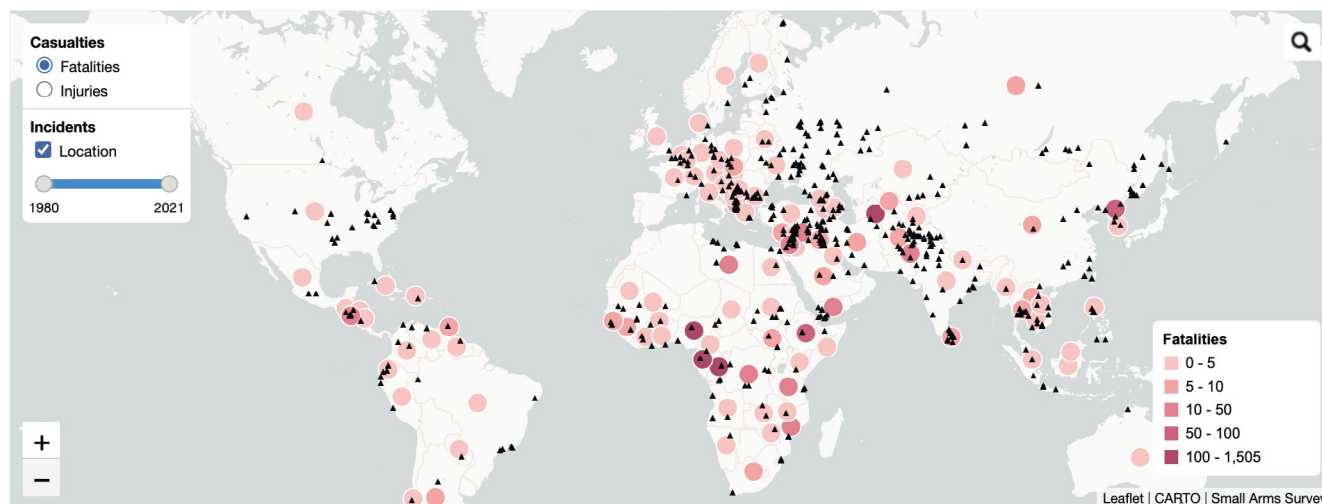 Casualties
Fatalities
Injuries
Incidents
Location
1980 2021
+
−
Fatalities
0 - 5
5 - 10
10 - 50
50 - 100
100 - 1,505
Leaflet | CARTO | Small Arms Survey